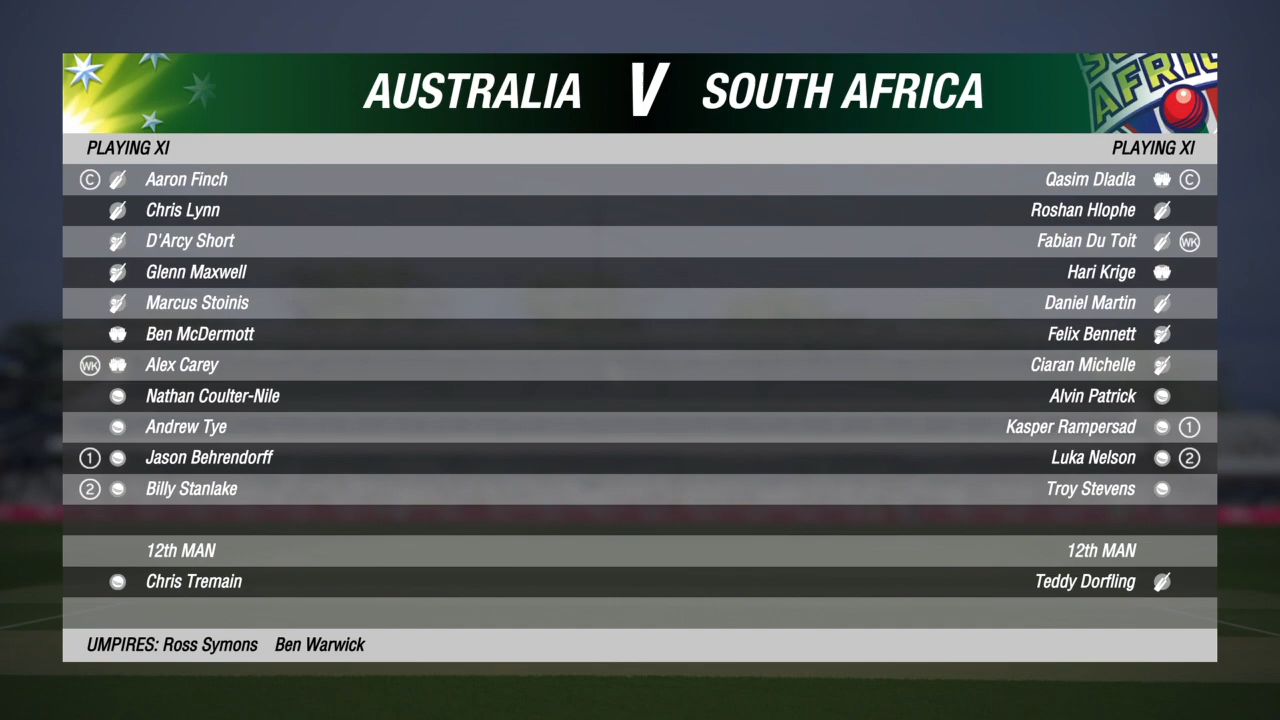 AUSTRALIA V SOUTH AFRICA
AFRIC
PLAYING XI PLAYING XI
C Aaron Finch Qasim Dladla C
Chris Lynn Roshan Hlophe
D'Arcy Short Fabian Du Toit WK
Glenn Maxwell Hari Krige
Marcus Stoinis Daniel Martin
Ben McDermott Felix Bennett
WK Alex Carey Ciaran Michelle
Nathan Coulter-Nile Alvin Patrick
Andrew Tye Kasper Rampersad 1
1 Jason Behrendorff Luka Nelson 2
2 Billy Stanlake Troy Stevens
12th MAN 12th MAN
Chris Tremain Teddy Dorfling
UMPIRES: Ross Symons Ben Warwick